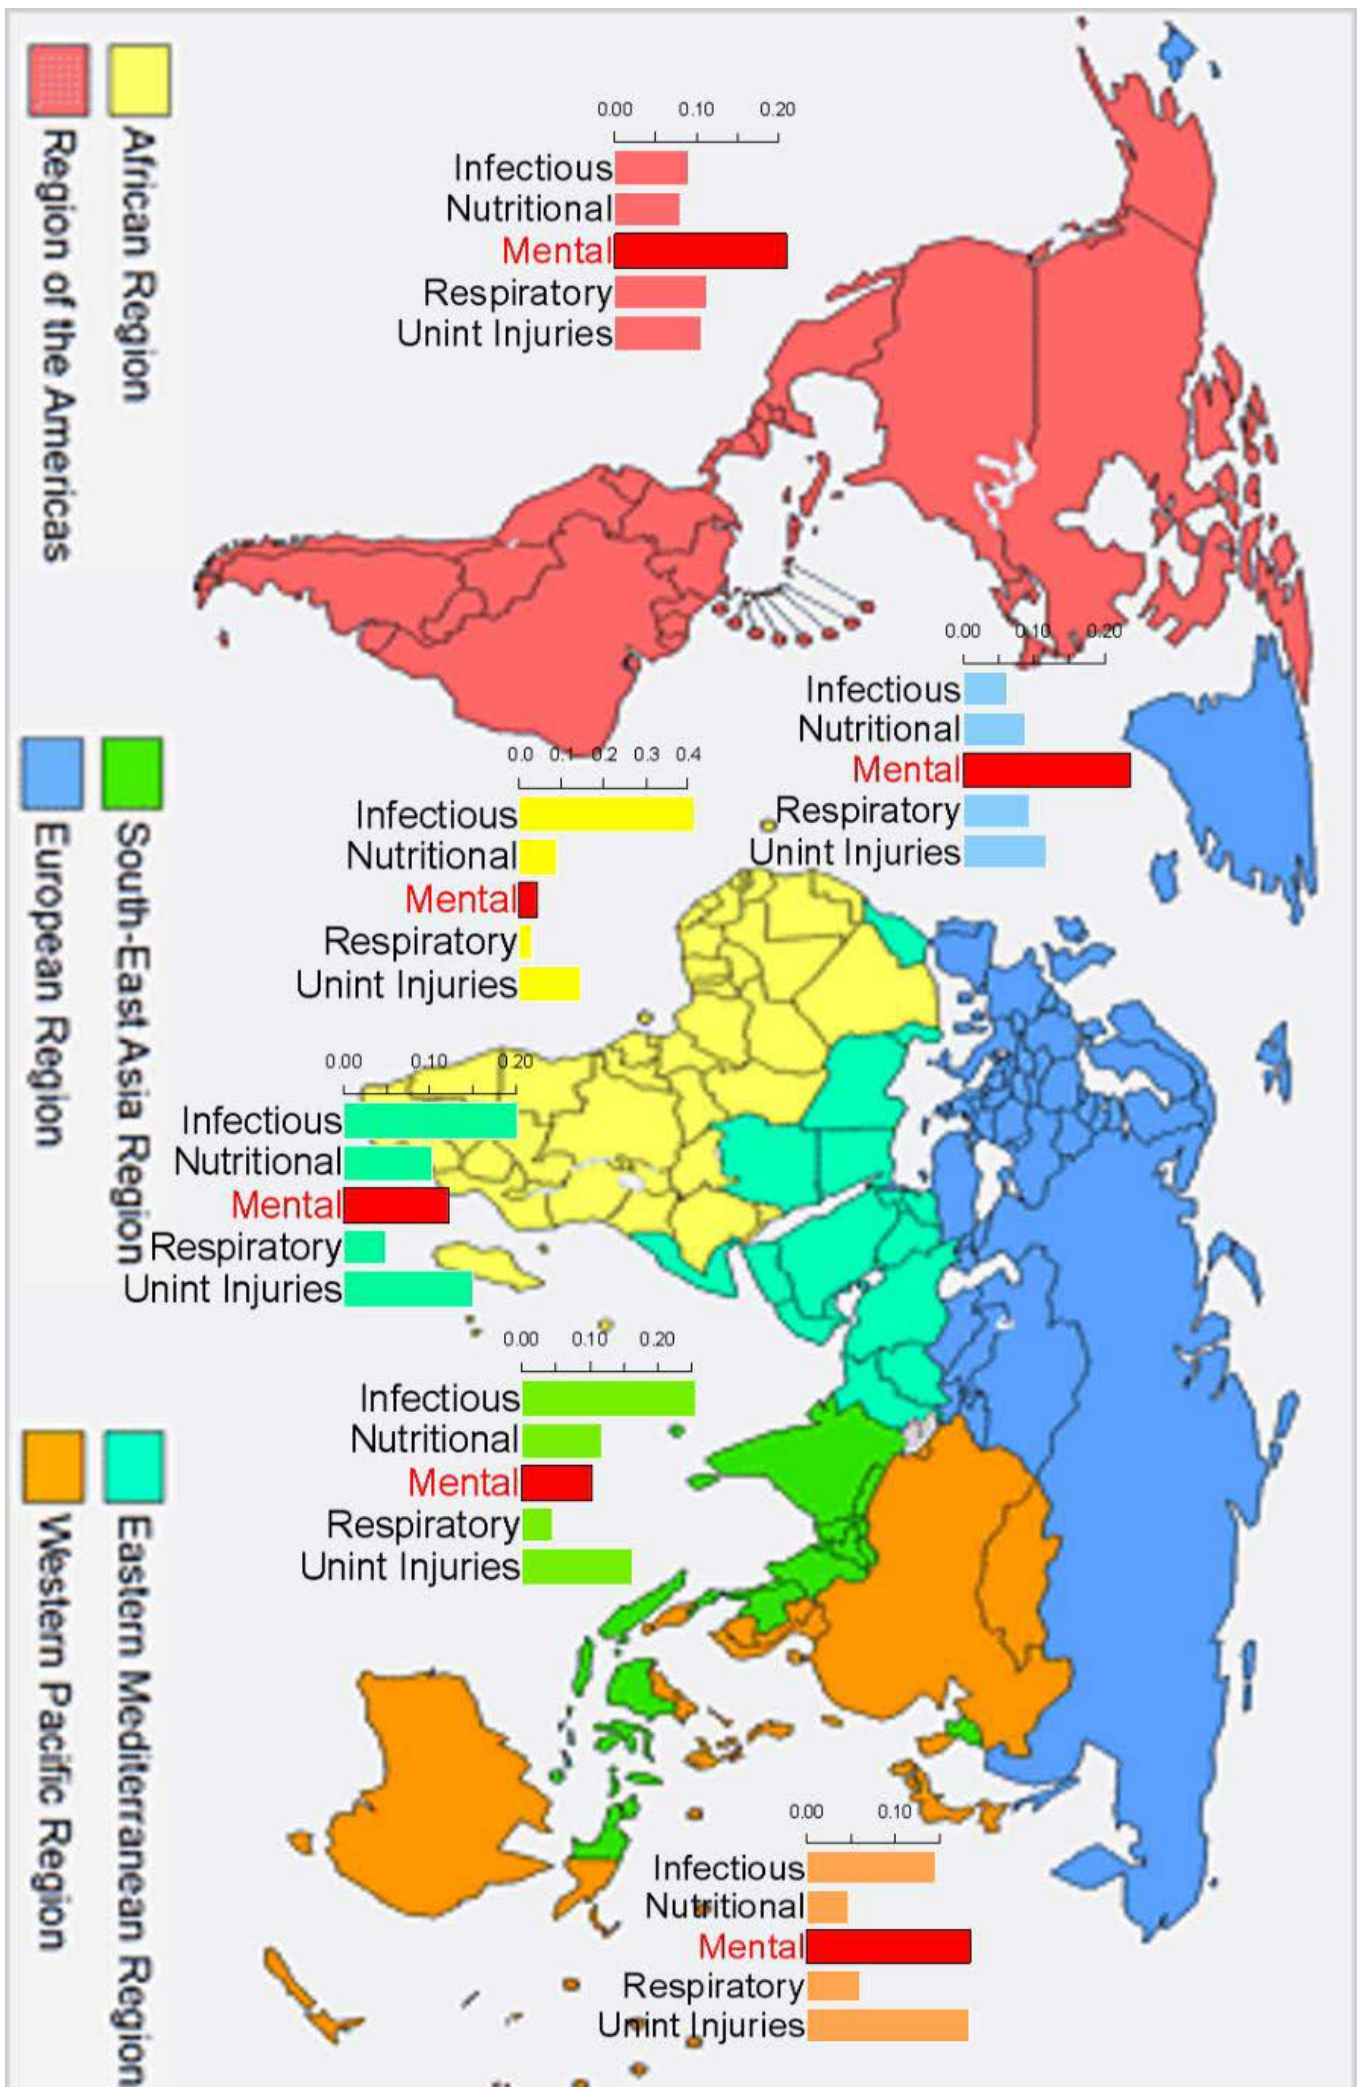 0.00 0.10 0.20
Infectious
Nutritional
Mental
Respiratory
Unint Injuries
0.00 0.10 0.20
Infectious
Nutritional
Mental
Respiratory
Unint Injuries
0.0 0.1 0.2 0.3 0.4
Infectious
Nutritional
Mental
Respiratory
Unint Injuries
0.00 0.10 0.20
Infectious
Nutritional
Mental
Respiratory
Unint Injuries
0.00 0.10 0.20
Infectious
Nutritional
Mental
Respiratory
Unint Injuries
0.00 0.10
Infectious
Nutritional
Mental
Respiratory
Unint Injuries
African Region
Region of the Americas
South-East Asia Region
European Region
Eastern Mediterranean Region
Western Pacific Region